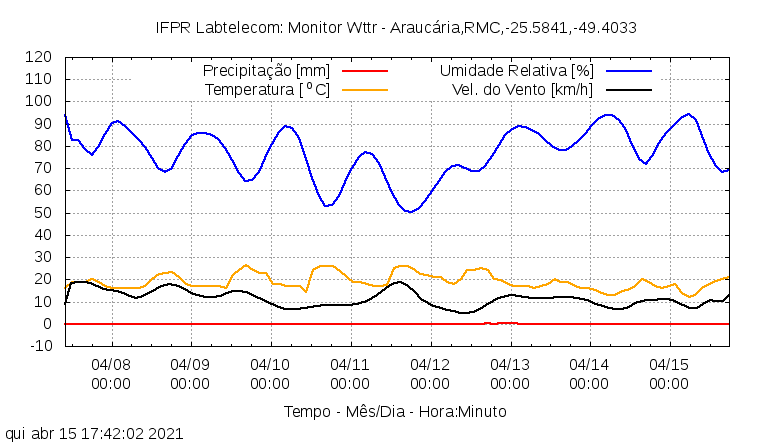 IFPR Labtelecom: Monitor Wttr - Araucária,RMC,-25.5841,-49.4033
120
110
100
90
80
70
60
50
40
30
20
10
0
-10
Precipitação [mm]
Temperatura [⁰C]
Umidade Relativa [%]
Vel. do Vento [km/h]
04/08 04/09 04/10 04/11 04/12 04/13 04/14 04/15
00:00 00:00 00:00 00:00 00:00 00:00 00:00 00:00
Tempo - Mês/Dia - Hora:Minuto
qui abr 15 17:42:02 2021